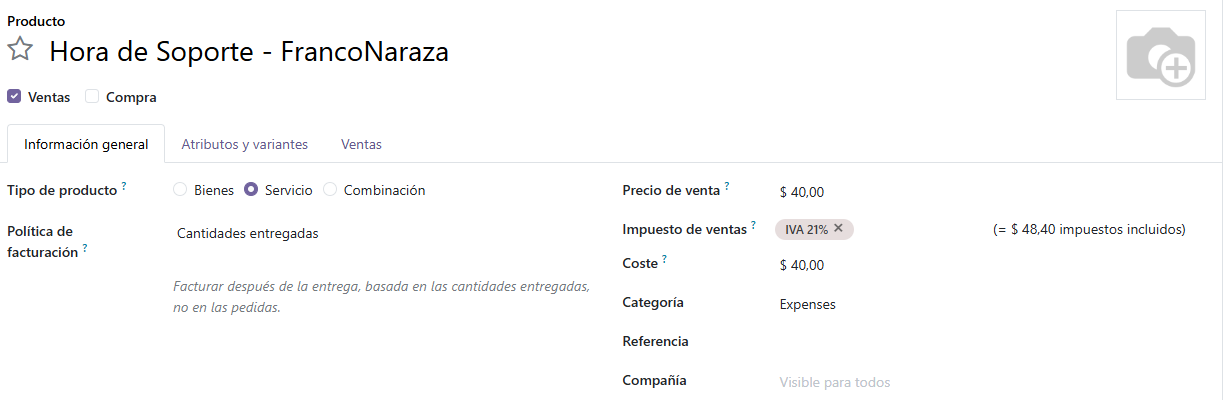 Producto
Hora de Soporte - FrancoNaraza
Ventas Compra
Información general Atributos y variantes Ventas
Tipo de producto ? Bienes Servicio Combinación
Política de facturación ? Cantidades entregadas
Facturar después de la entrega, basada en las cantidades entregadas,
no en las pedidas.
Precio de venta ? $ 40,00
Impuesto de ventas ? IVA 21% ✕ (= $ 48,40 impuestos incluidos)
Coste ? $ 40,00
Categoría Expenses
Referencia
Compañía Visible para todos